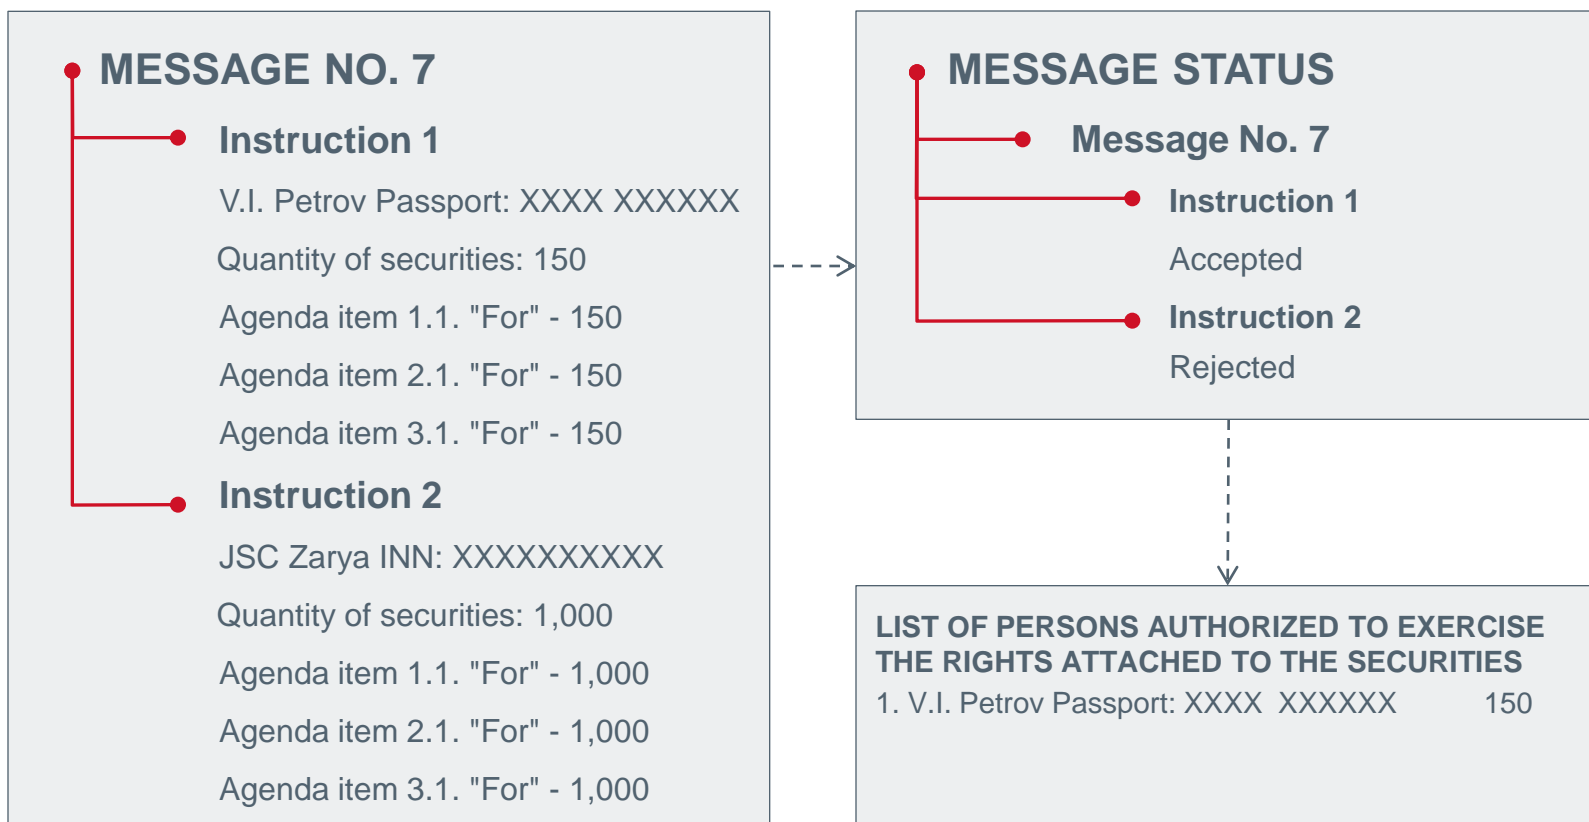 MESSAGE NO. 7
Instruction 1
V.I. Petrov Passport: XXXX XXXXXX
Quantity of securities: 150
Agenda item 1.1. "For" - 150
Agenda item 2.1. "For" - 150
Agenda item 3.1. "For" - 150
Instruction 2
JSC Zarya INN: XXXXXXXXXX
Quantity of securities: 1,000
Agenda item 1.1. "For" - 1,000
Agenda item 2.1. "For" - 1,000
Agenda item 3.1. "For" - 1,000
MESSAGE STATUS
Message No. 7
Instruction 1
Accepted
Instruction 2
Rejected
LIST OF PERSONS AUTHORIZED TO EXERCISE
THE RIGHTS ATTACHED TO THE SECURITIES
1. V.I. Petrov Passport: XXXX XXXXXX 150